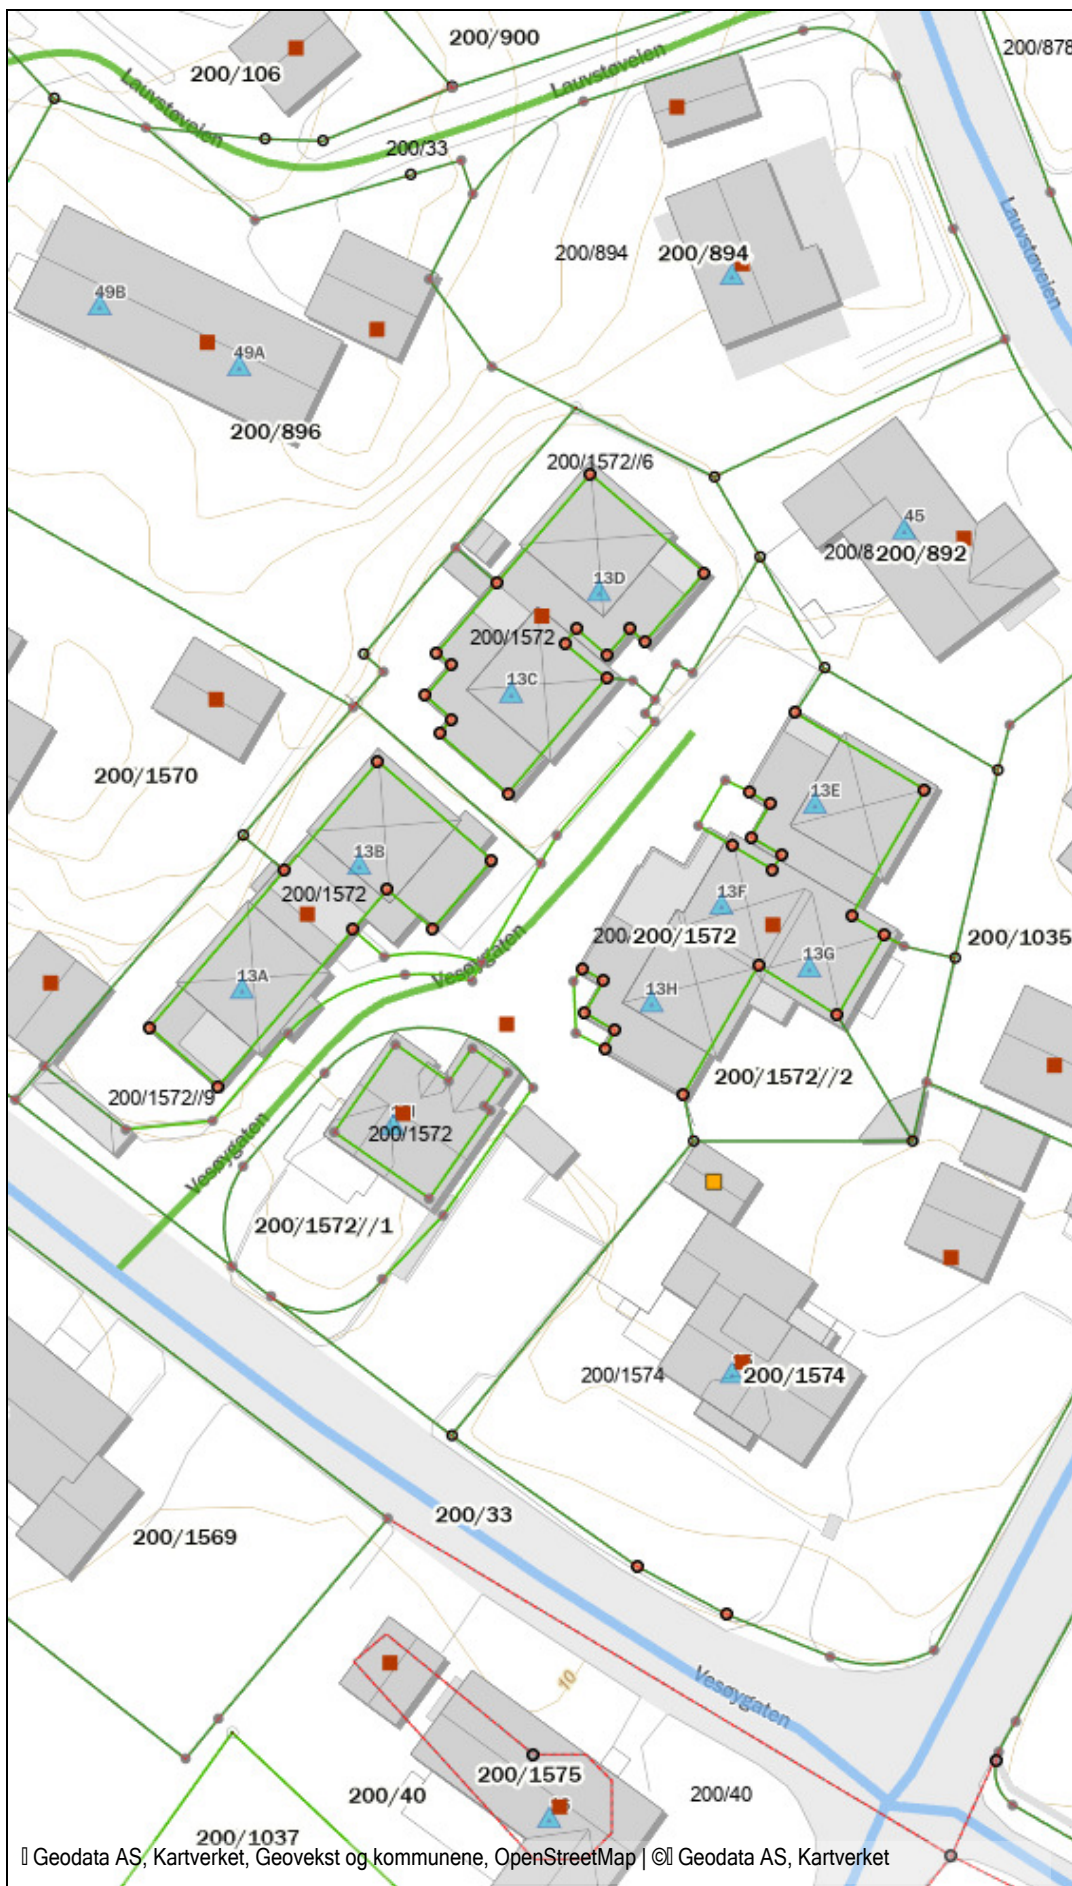 200/900
200/878
200/106
Lauvstøveien
Lauvstøveien
200/33
Lauvstøveien
200/894
200/894
49B
49A
200/896
200/1572//6
45
200/892
13D
200/1572
13C
200/1570
13E
13B
200/1572
13F
200/1572
200/1035
Vesøygaten
13G
13A
13H
200/1572//9
200/1572//2
200/1572
Vesøygaten
200/1572//1
200/1574
200/1574
200/33
200/1569
10
Vesøygaten
200/1575
200/40
200/40
200/1037
Geodata AS, Kartverket, Geovekst og kommunene, OpenStreetMap | © Geodata AS, Kartverket